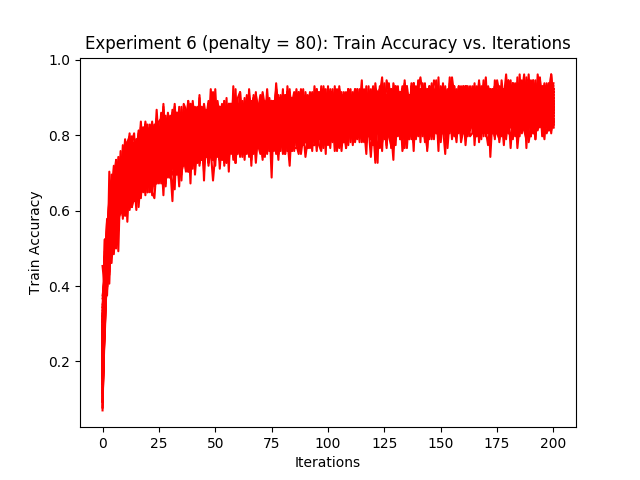 Experiment 6 (penalty = 80): Train Accuracy vs. Iterations
1.0
0.8
0.6
0.4
0.2
Train Accuracy
0 25 50 75 100 125 150 175 200
Iterations